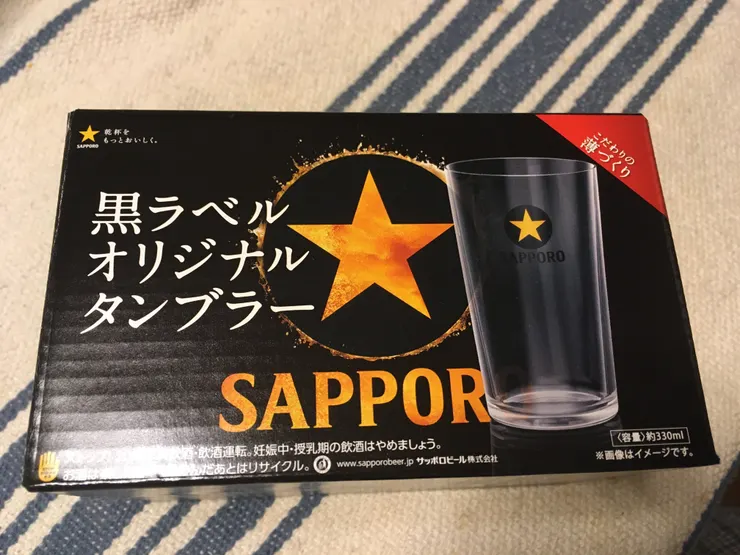 SAPPORO
乾杯を
もっとおいしく。
こだわりの
薄づくり
黒ラベル
オリジナル
タンブラー
SAPPORO
SAPPOR
〈容量〉約330ml
※画像はイメージです。
飲酒運転。妊娠中・授乳期の飲酒はやめましょう。
あとはリサイクル。 www.sapporobeer.jp サッポロビール株式会社